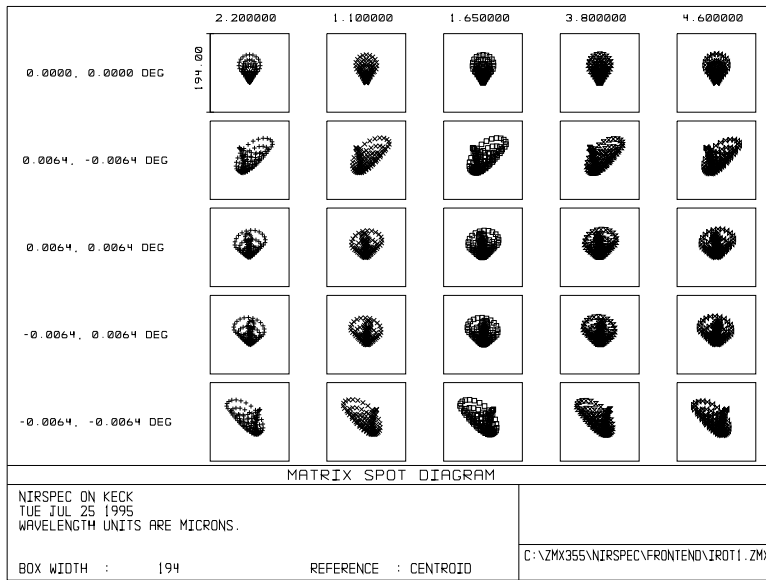 2.200000 1.100000 1.650000 3.800000 4.600000
194.00
0.0000, 0.0000 DEG
0.0064, -0.0064 DEG
0.0064, 0.0064 DEG
-0.0064, 0.0064 DEG
-0.0064, -0.0064 DEG
MATRIX SPOT DIAGRAM
NIRSPEC ON KECK
TUE JUL 25 1995
WAVELENGTH UNITS ARE MICRONS.
BOX WIDTH : 194 REFERENCE : CENTROID
C:\ZMX355\NIRSPEC\FRONTEND\IROT1.ZMX